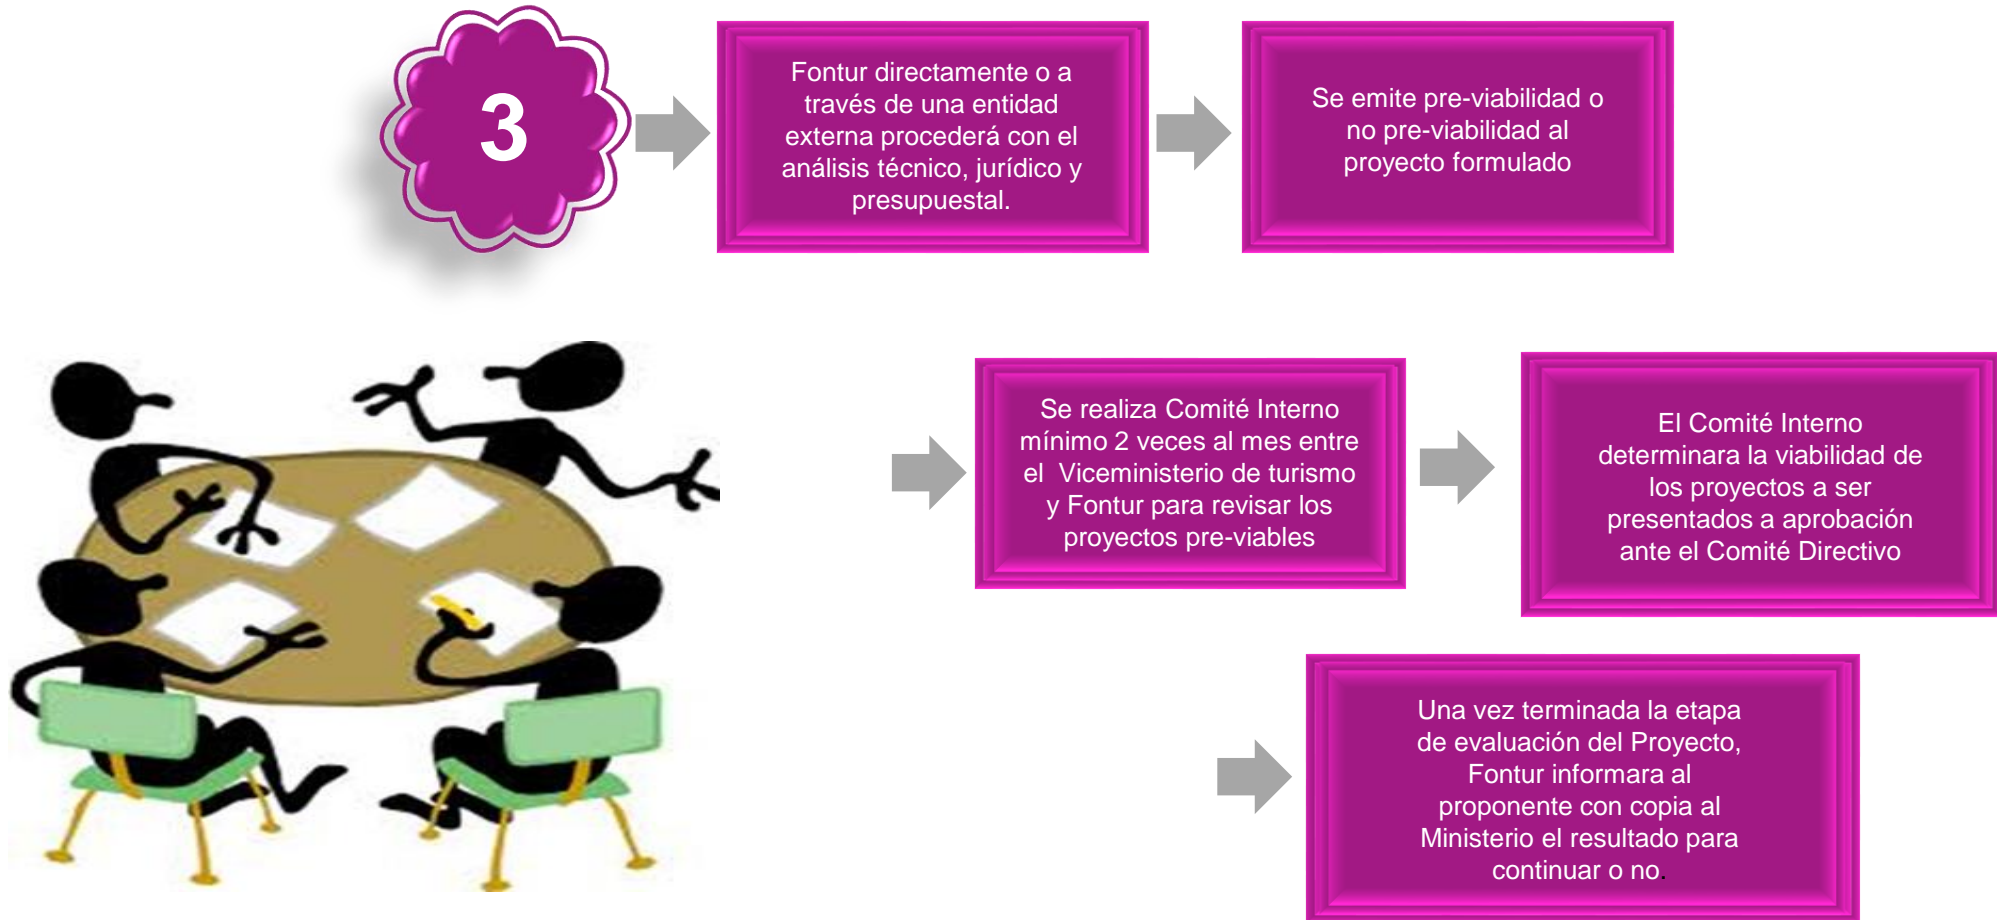 3
Fontur directamente o a
través de una entidad
externa procederá con el
análisis técnico, jurídico y
presupuestal.
Se emite pre-viabilidad o
no pre-viabilidad al
proyecto formulado
Se realiza Comité Interno
mínimo 2 veces al mes entre
el Viceministerio de turismo
y Fontur para revisar los
proyectos pre-viables
El Comité Interno
determinara la viabilidad de
los proyectos a ser
presentados a aprobación
ante el Comité Directivo
Una vez terminada la etapa
de evaluación del Proyecto,
Fontur informara al
proponente con copia al
Ministerio el resultado para
continuar o no.